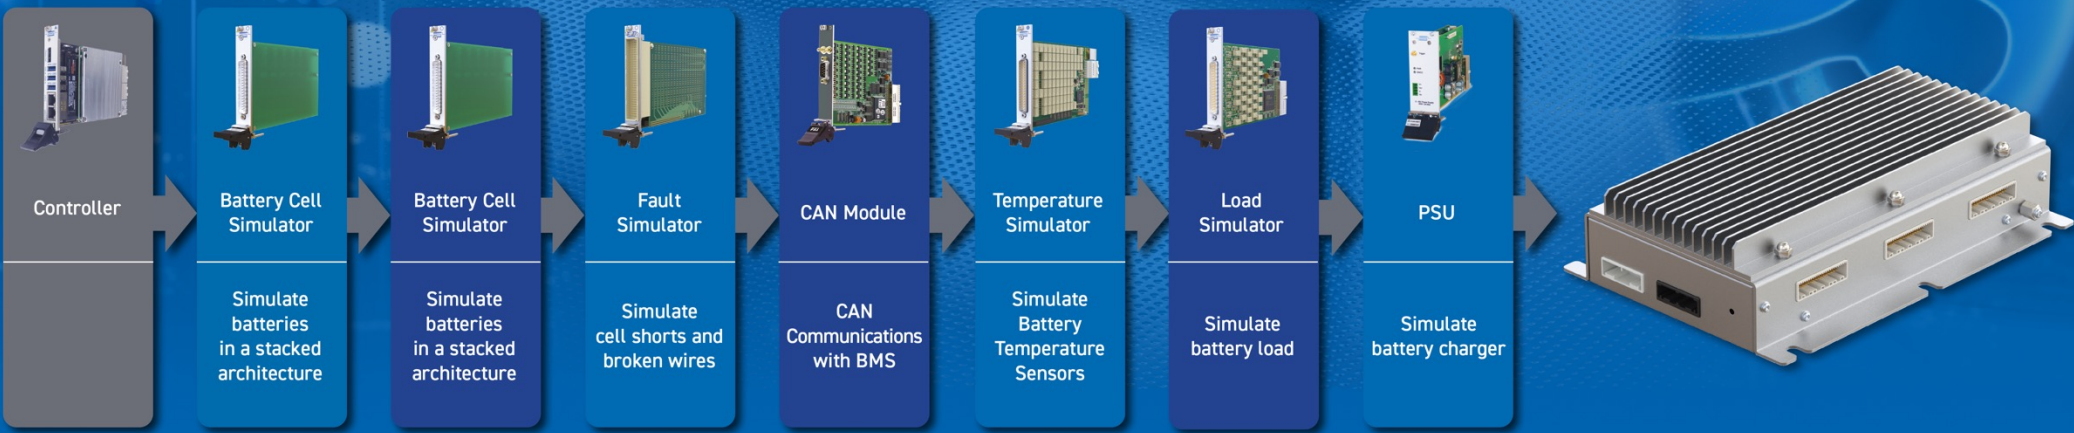 Controller
Battery Cell
Simulator
Simulate
batteries
in a stacked
architecture
Battery Cell
Simulator
Simulate
batteries
in a stacked
architecture
Fault
Simulator
Simulate
cell shorts and
broken wires
CAN Module
CAN
Communications
with BMS
Temperature
Simulator
Simulate
Battery
Temperature
Sensors
Load
Simulator
Simulate
battery load
PSU
Simulate
battery charger